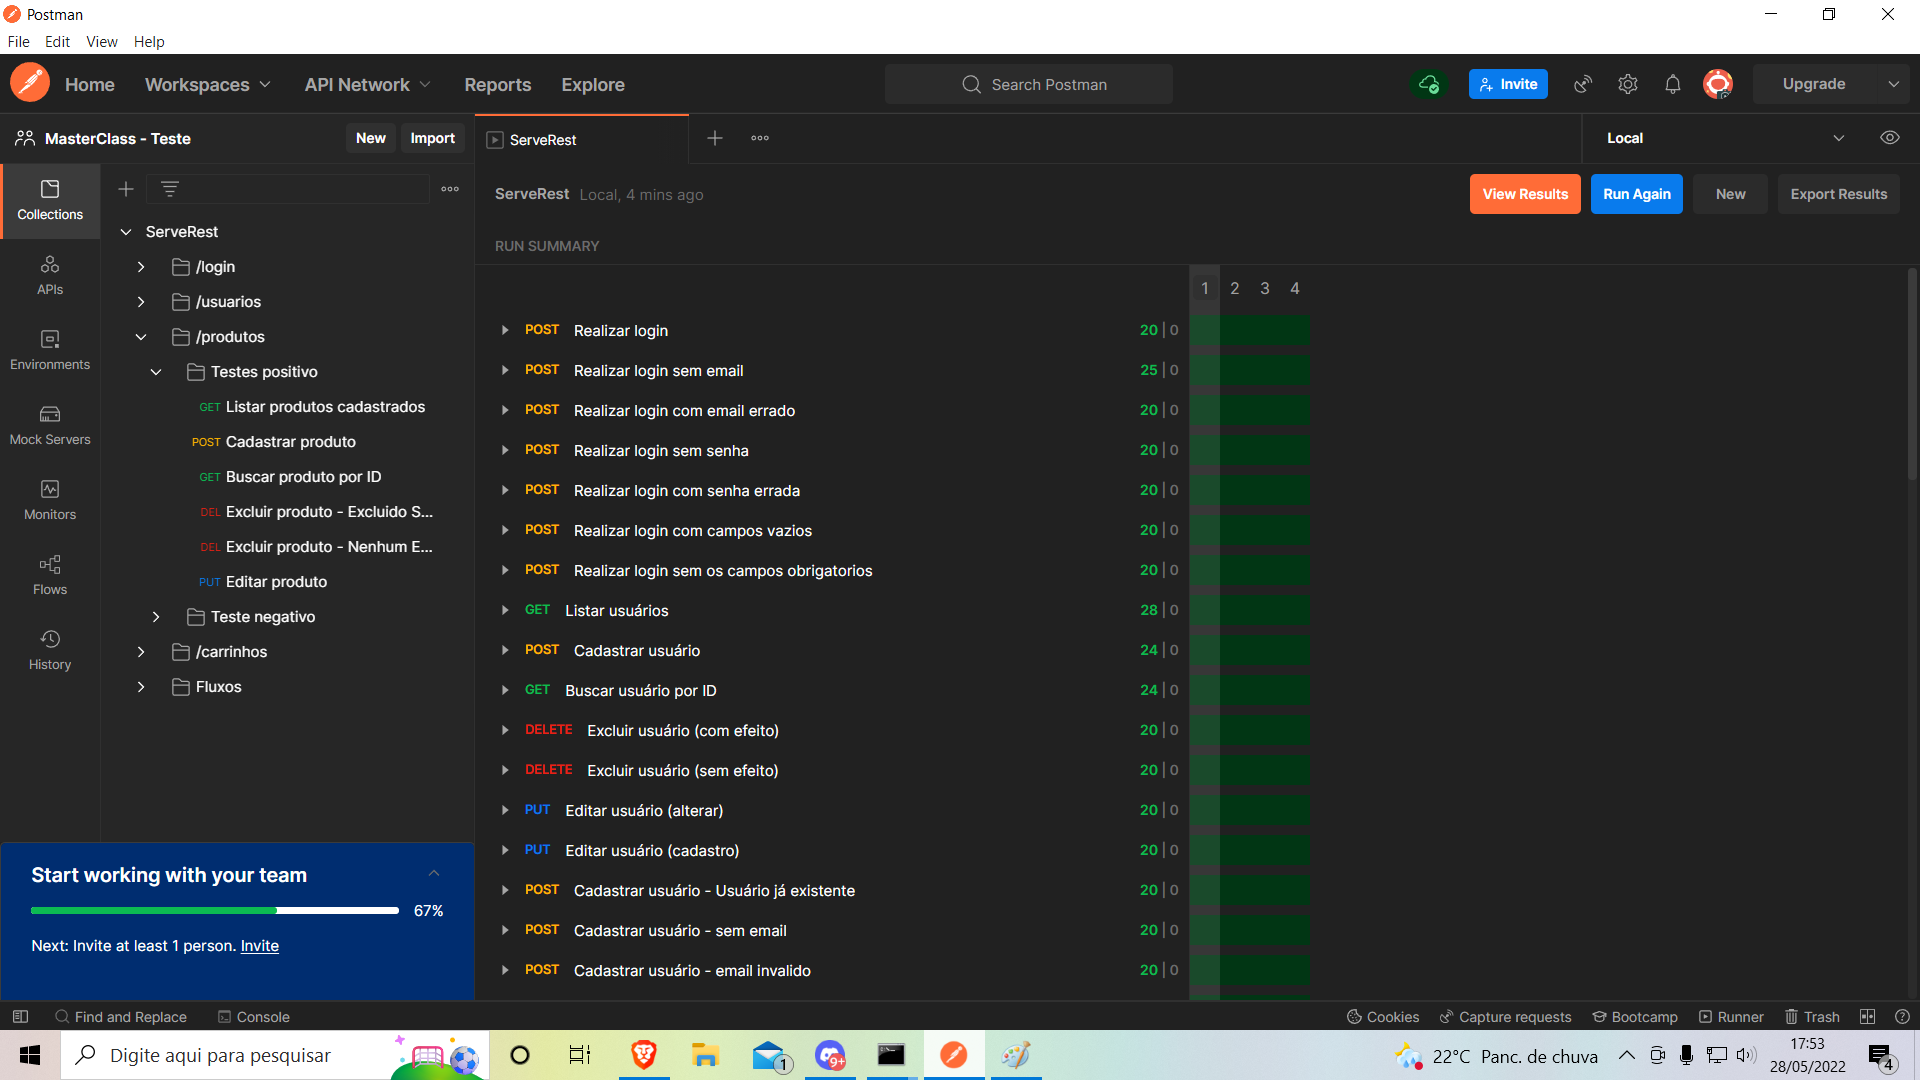 Postman
File Edit View Help
Home Workspaces API Network Reports Explore Search Postman Invite Upgrade
MasterClass - Teste New Import ServeRest Local
ServeRest Local, 4 mins ago View Results Run Again New Export Results
RUN SUMMARY
Collections
APIs
Environments
Mock Servers
Monitors
Flows
History
ServeRest
/login
/usuarios
/produtos
Testes positivo
GET Listar produtos cadastrados
POST Cadastrar produto
GET Buscar produto por ID
DEL Excluir produto - Excluido S...
DEL Excluir produto - Nenhum E...
PUT Editar produto
Teste negativo
/carrinhos
Fluxos
1 2 3 4
POST Realizar login 20 | 0
POST Realizar login sem email 25 | 0
POST Realizar login com email errado 20 | 0
POST Realizar login sem senha 20 | 0
POST Realizar login com senha errada 20 | 0
POST Realizar login com campos vazios 20 | 0
POST Realizar login sem os campos obrigatorios 20 | 0
GET Listar usuários 28 | 0
POST Cadastrar usuário 24 | 0
GET Buscar usuário por ID 24 | 0
DELETE Excluir usuário (com efeito) 20 | 0
DELETE Excluir usuário (sem efeito) 20 | 0
PUT Editar usuário (alterar) 20 | 0
PUT Editar usuário (cadastro) 20 | 0
POST Cadastrar usuário - Usuário já existente 20 | 0
POST Cadastrar usuário - sem email 20 | 0
POST Cadastrar usuário - email invalido 20 | 0
Start working with your team
67%
Next: Invite at least 1 person. Invite
Find and Replace Console Cookies Capture requests Bootcamp Runner Trash
Digite aqui para pesquisar 1 9+ 22°C Panc. de chuva 17:53
28/05/2022 4